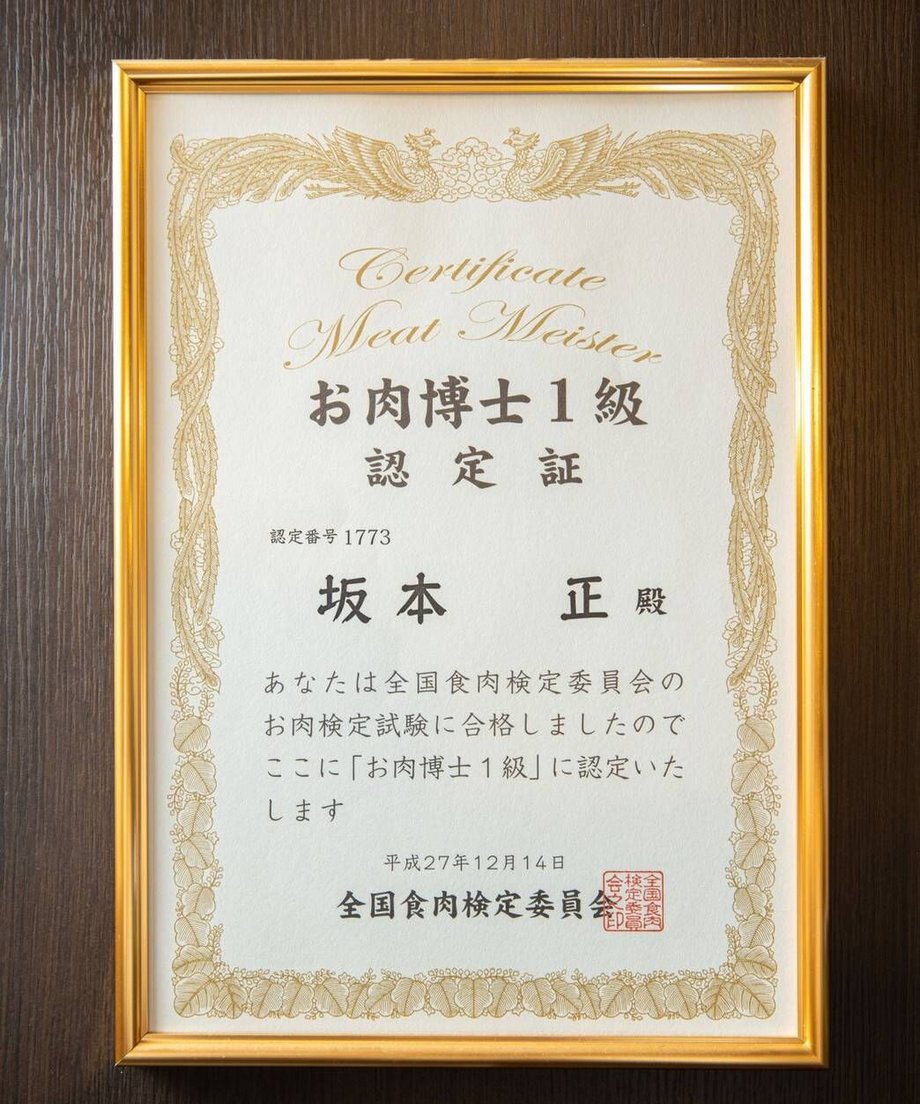 Certificate
Meat Meister
お肉博士1級
認定証
認定番号1773
坂本 正 殿
あなたは全国食肉検定委員会の
お肉検定試験に合格しましたので
ここに「お肉博士1級」に認定いた
します
平成27年12月14日
全国食肉検定委員会
全国食肉
検定委員
会之印